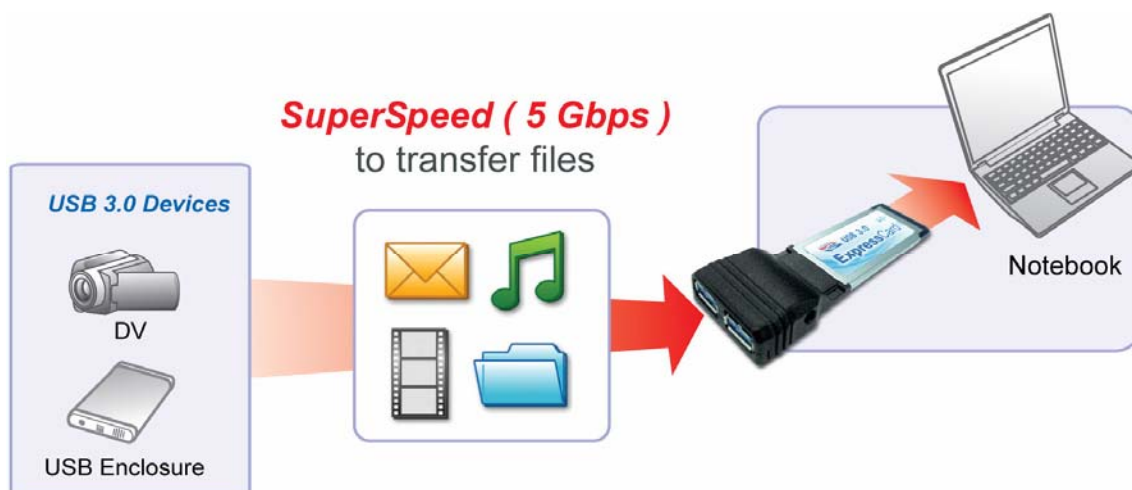 SuperSpeed ( 5 Gbps )
to transfer files
USB 3.0 Devices
DV
USB Enclosure
USB 3.0
ExpressCard
Notebook